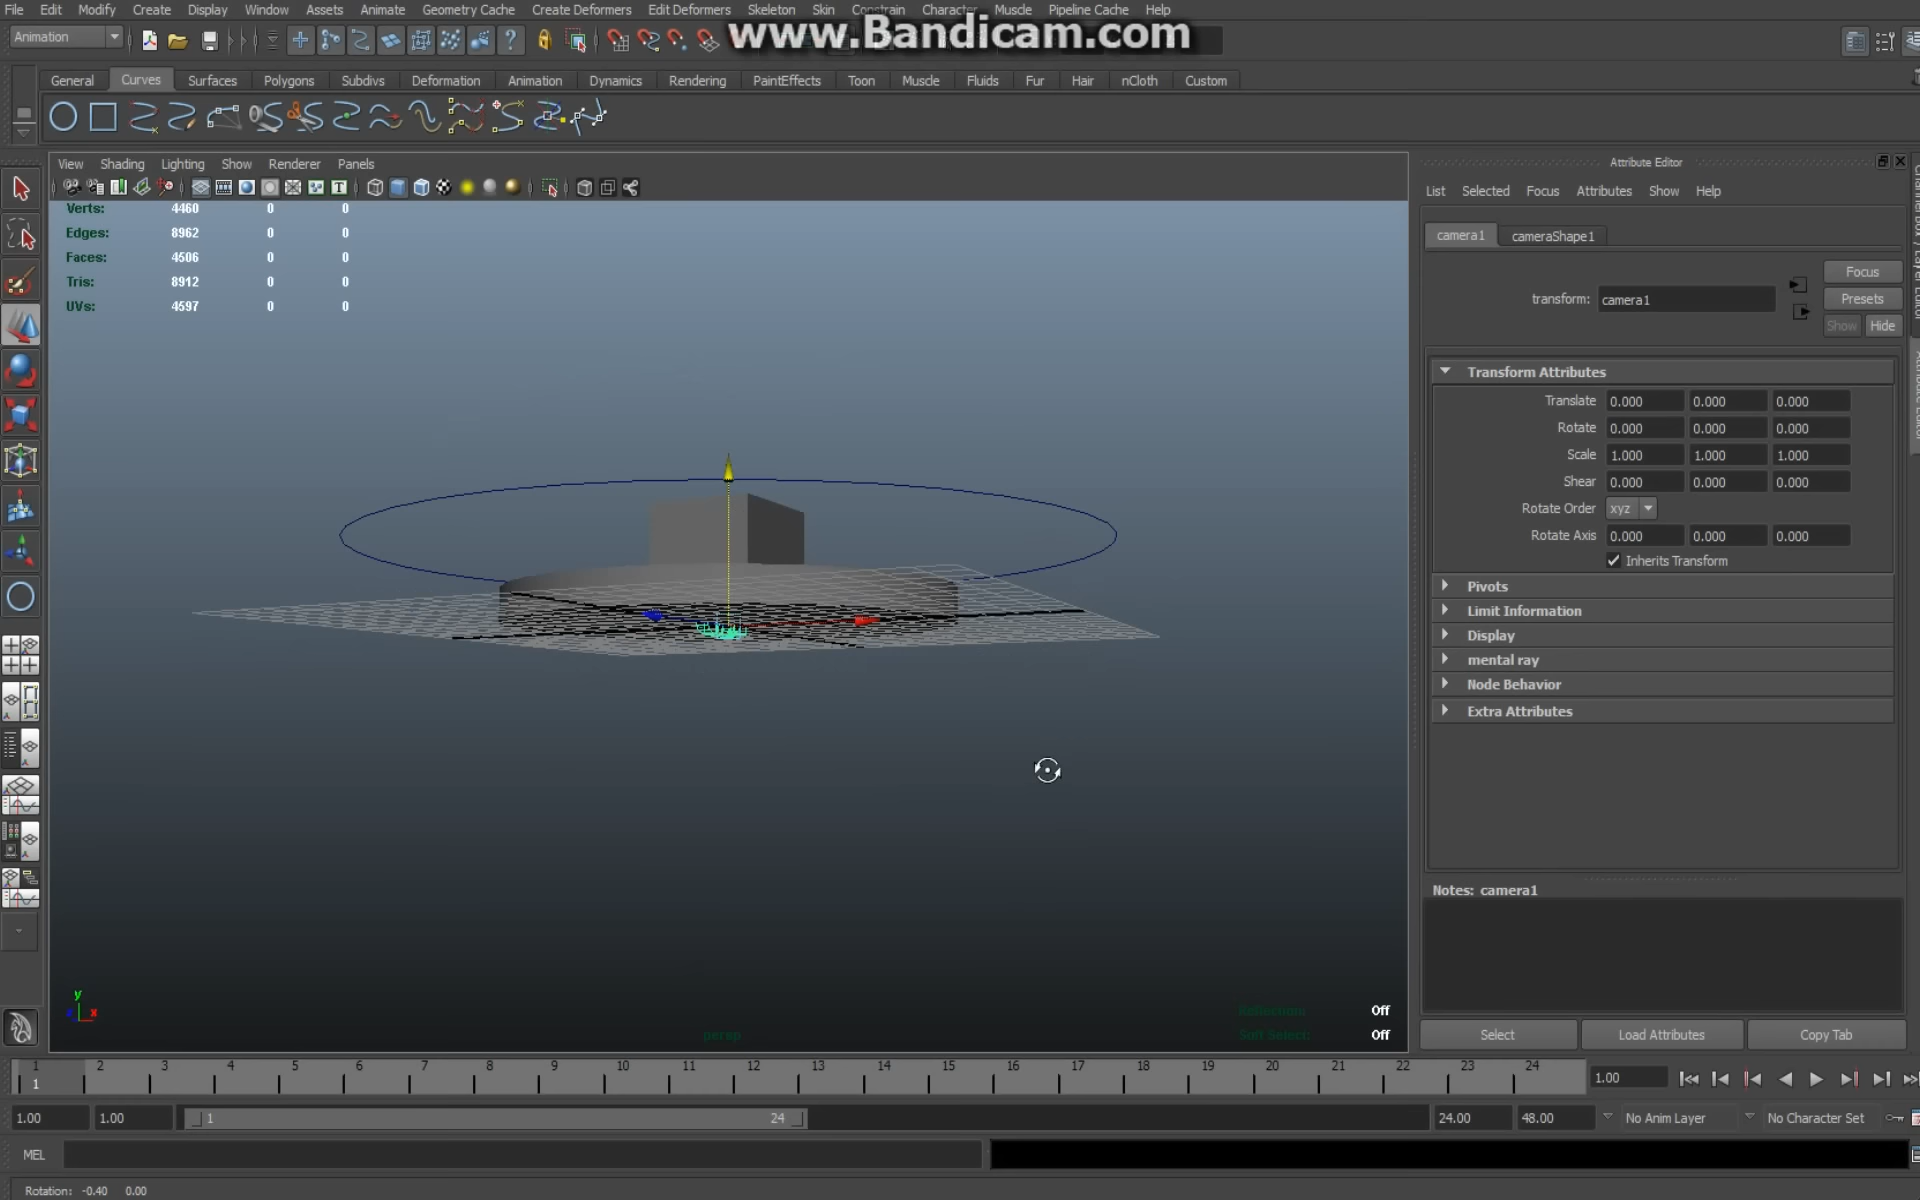 File Edit Modify Create Display Window Assets Animate Geometry Cache Create Deformers Edit Deformers Skeleton Skin Constrain Character Muscle Pipeline Cache Help
www.Bandicam.com
Animation
General Curves Surfaces Polygons Subdivs Deformation Animation Dynamics Rendering PaintEffects Toon Muscle Fluids Fur Hair nCloth Custom
View Shading Lighting Show Renderer Panels
Attribute Editor
List Selected Focus Attributes Show Help
Verts: 4460 0 0
Edges: 8962 0 0
Faces: 4506 0 0
Tris: 8912 0 0
UVs: 4597 0 0
camera1 cameraShape1
Focus
transform: camera1
Presets
Show Hide
Transform Attributes
Translate 0.000 0.000 0.000
Rotate 0.000 0.000 0.000
Scale 1.000 1.000 1.000
Shear 0.000 0.000 0.000
Rotate Order xyz
Rotate Axis 0.000 0.000 0.000
Inherits Transform
Pivots
Limit Information
Display
mental ray
Node Behavior
Extra Attributes
Notes: camera1
y
x
persp
Reflection: Off
Soft Select: Off
Select Load Attributes Copy Tab
1 2 3 4 5 6 7 8 9 10 11 12 13 14 15 16 17 18 19 20 21 22 23 24
1
1.00
1.00 1.00 1 24 24.00 48.00 No Anim Layer No Character Set
MEL
Rotation: -0.40 0.00